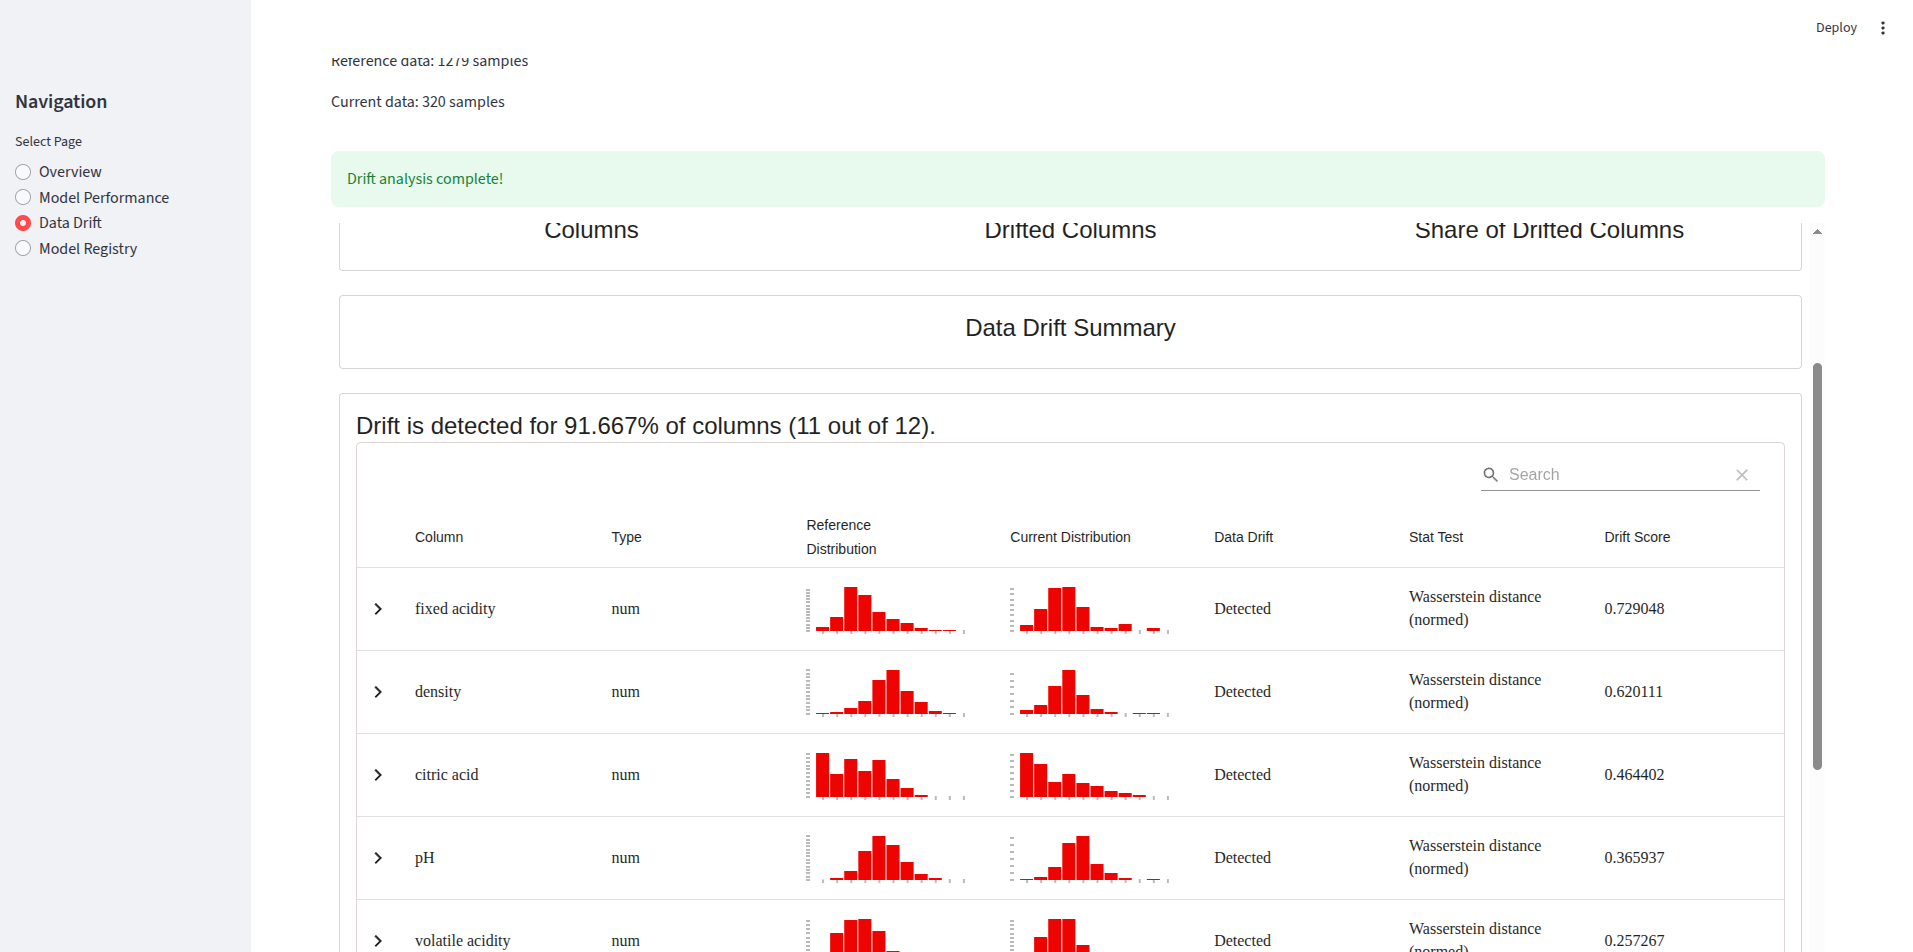 Deploy
Reference data: 1279 samples
Current data: 320 samples
Navigation
Select Page
Overview
Model Performance
Data Drift
Model Registry
Drift analysis complete!
Columns
Drifted Columns
Share of Drifted Columns
Data Drift Summary
Drift is detected for 91.667% of columns (11 out of 12).
Search
Column Type Reference Distribution Current Distribution Data Drift Stat Test Drift Score
fixed acidity num Detected Wasserstein distance (normed) 0.729048
density num Detected Wasserstein distance (normed) 0.620111
citric acid num Detected Wasserstein distance (normed) 0.464402
pH num Detected Wasserstein distance (normed) 0.365937
volatile acidity num Detected Wasserstein distance (normed) 0.257267